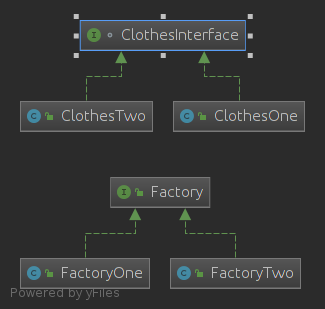 ClothesInterface
ClothesTwo
ClothesOne
Factory
FactoryOne
FactoryTwo
Powered by yFiles